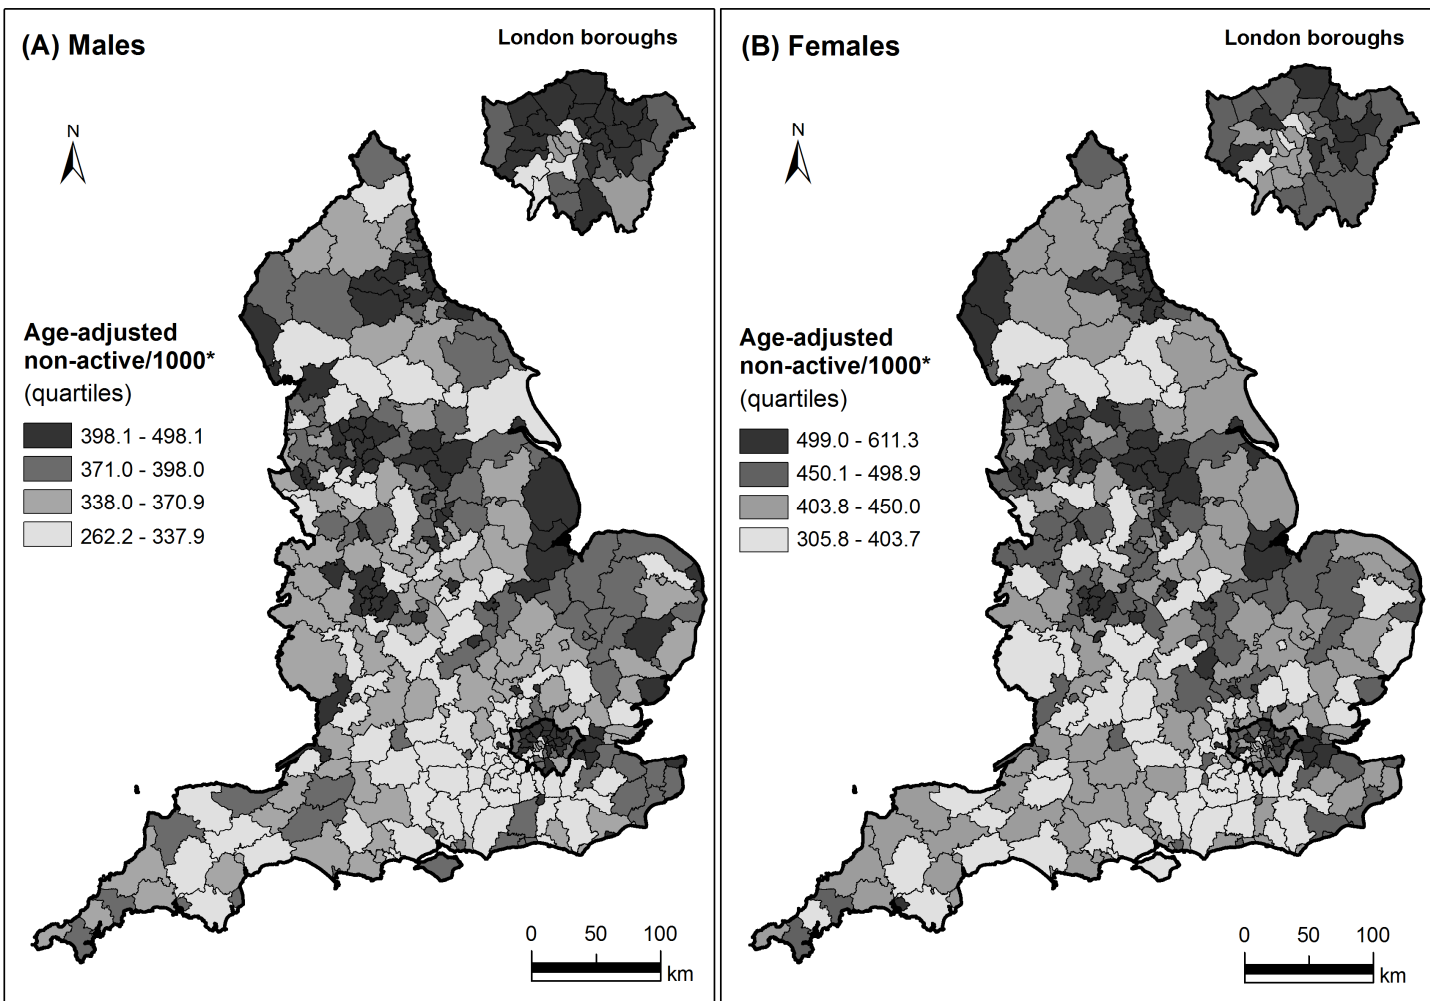 (A) Males
London boroughs
N
Age-adjusted
non-active/1000*
(quartiles)
398.1 - 498.1
371.0 - 398.0
338.0 - 370.9
262.2 - 337.9
0 50 100
km
(B) Females
London boroughs
N
Age-adjusted
non-active/1000*
(quartiles)
499.0 - 611.3
450.1 - 498.9
403.8 - 450.0
305.8 - 403.7
0 50 100
km